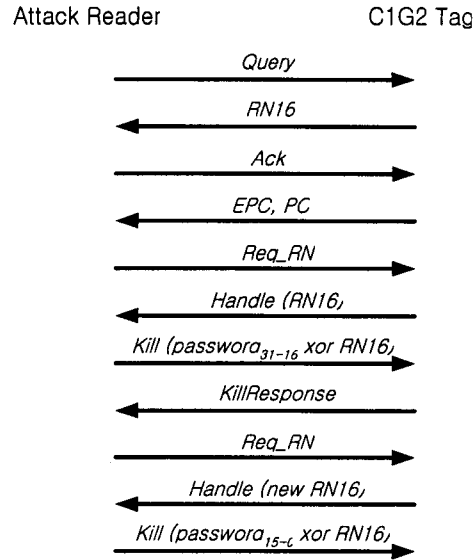 Attack Reader C1G2 Tag
Query
RN16
Ack
EPC, PC
Req_RN
Handle (RN16)
Kill (password31-16 xor RN16)
KillResponse
Req_RN
Handle (new RN16)
Kill (password15-0 xor RN16)